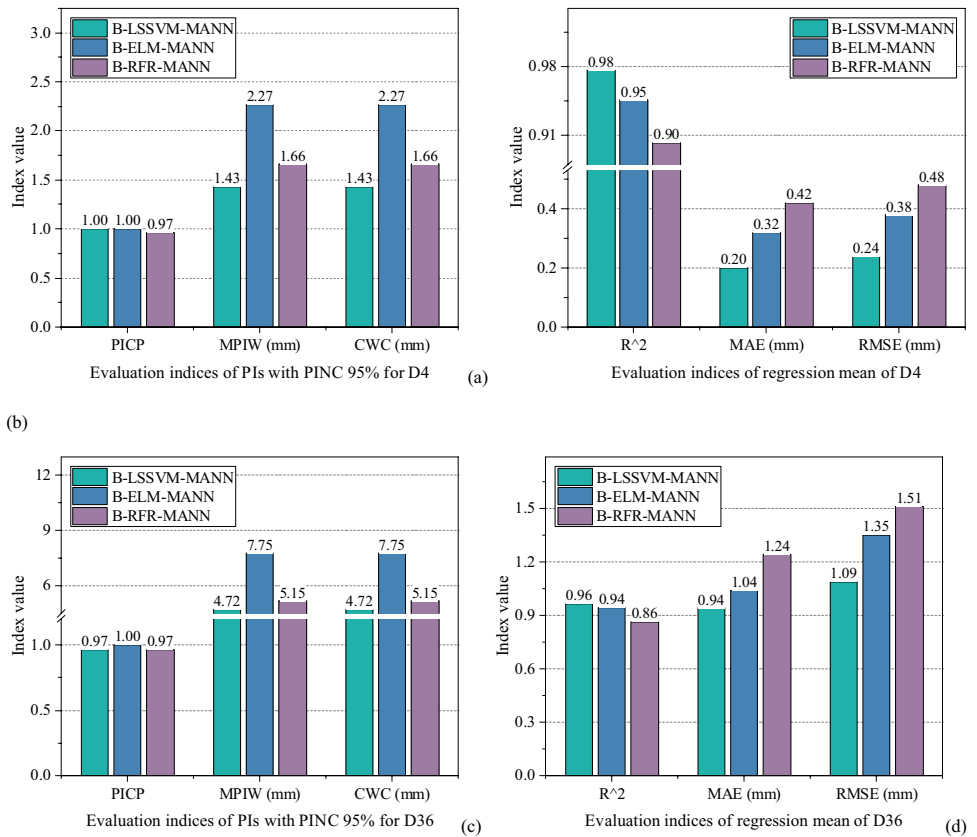 3.0
2.5
2.0
1.5
1.0
0.5
0.0
Index value
B-LSSVM-MANN
B-ELM-MANN
B-RFR-MANN
1.00 1.00 0.97
1.43 2.27 1.66
1.43 2.27 1.66
PICP MPIW (mm) CWC (mm)
Evaluation indices of PIs with PINC 95% for D4
(a)
0.98
0.91
0.4
0.2
0.0
Index value
B-LSSVM-MANN
B-ELM-MANN
B-RFR-MANN
0.98 0.95 0.90
0.20 0.32 0.42
0.24 0.38 0.48
R^2 MAE (mm) RMSE (mm)
Evaluation indices of regression mean of D4
(b)
12
9
6
1.0
0.5
0.0
Index value
B-LSSVM-MANN
B-ELM-MANN
B-RFR-MANN
0.97 1.00 0.97
4.72 7.75 5.15
4.72 7.75 5.15
PICP MPIW (mm) CWC (mm)
Evaluation indices of PIs with PINC 95% for D36
(c)
1.5
1.2
0.9
0.6
0.3
0.0
Index value
B-LSSVM-MANN
B-ELM-MANN
B-RFR-MANN
0.96 0.94 0.86
0.94 1.04 1.24
1.09 1.35 1.51
R^2 MAE (mm) RMSE (mm)
Evaluation indices of regression mean of D36
(d)